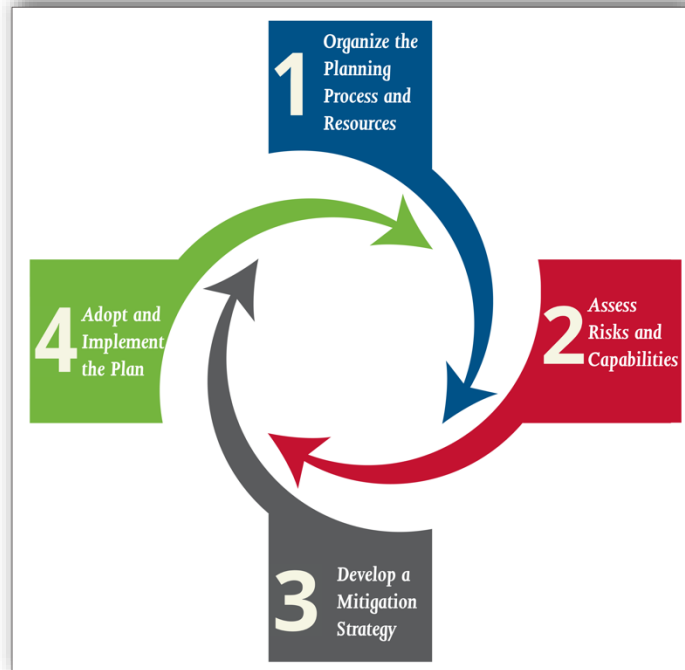 1
Organize the
Planning
Process and
Resources
2
Assess
Risks and
Capabilities
3
Develop a
Mitigation
Strategy
4
Adopt and
Implement
the Plan